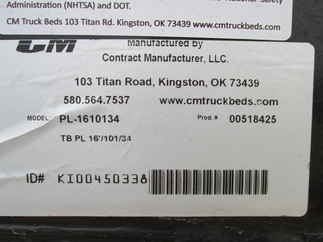 Administration (NHTSA) and DOT.
CM Truck Beds 103 Titan Rd. Kingston, OK 73439 www.cmtruckbeds.com
CM
Manufactured by
Contract Manufacturer, LLC.
103 Titan Road, Kingston, OK 73439
580.564.7537 www.cmtruckbeds.com
MODEL PL-1610134 Prod. # 00518425
TB PL 16'/101/34
ID# KI00450338